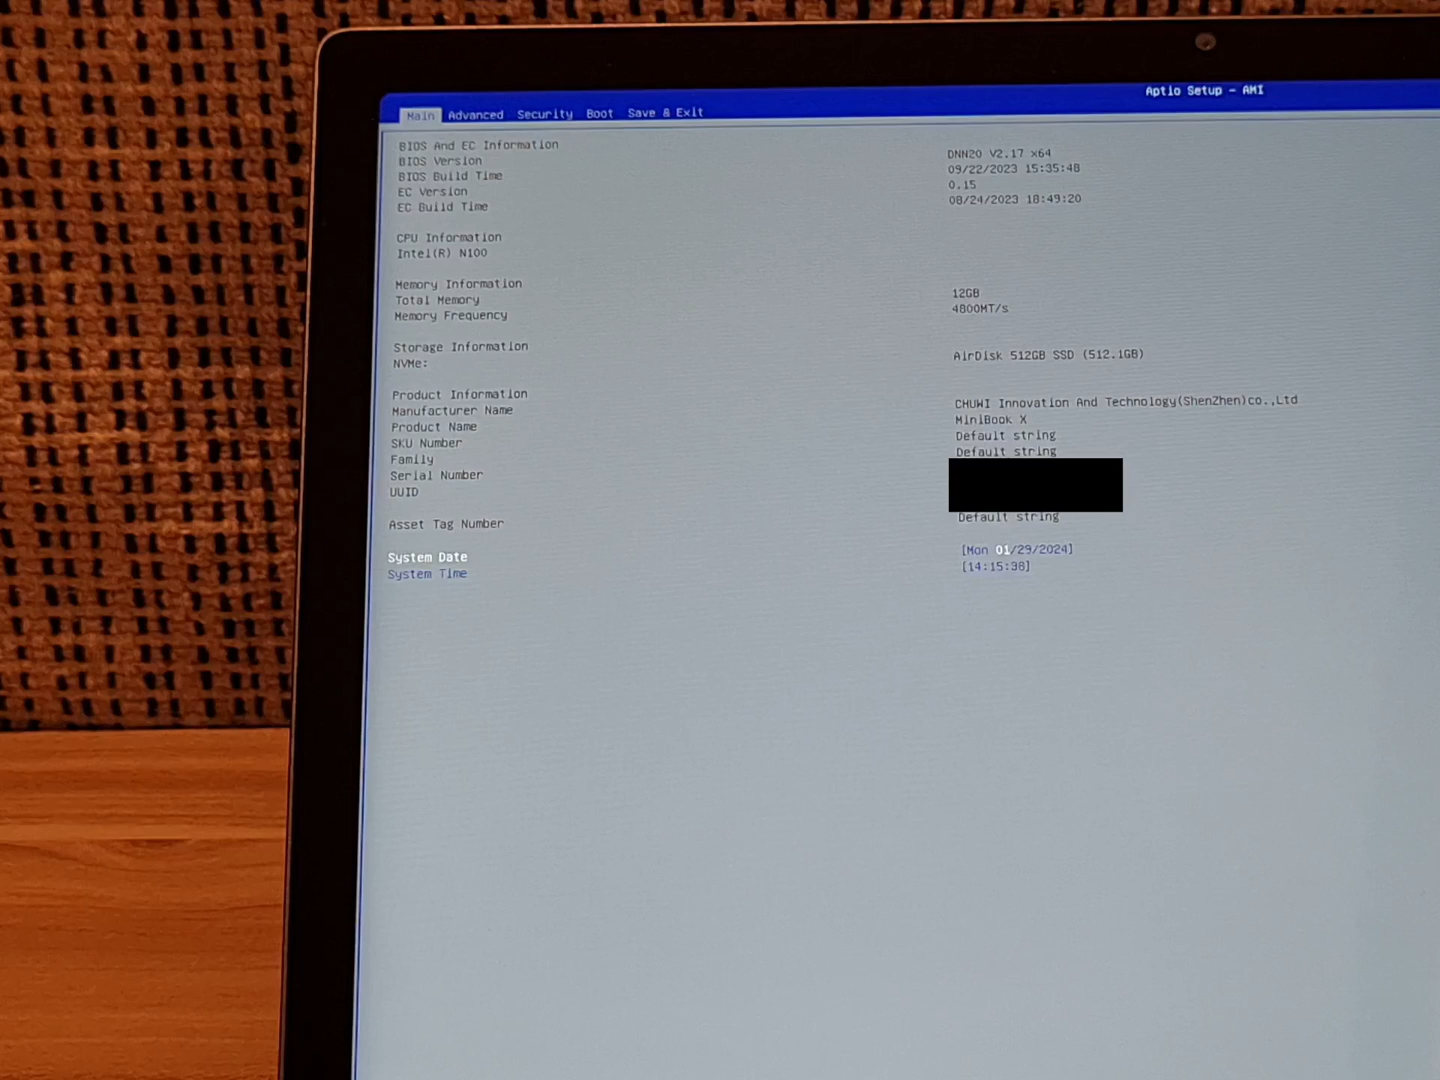 Aptio Setup - AMI
Main Advanced Security Boot Save & Exit
BIOS And EC Information
BIOS Version DNN20 V2.17 x64
BIOS Build Time 09/22/2023 15:35:48
EC Version 0.15
EC Build Time 08/24/2023 18:49:20
CPU Information
Intel(R) N100
Memory Information
Total Memory 12GB
Memory Frequency 4800MT/s
Storage Information
NVMe: AirDisk 512GB SSD (512.1GB)
Product Information
Manufacturer Name CHUWI Innovation And Technology(ShenZhen)co.,Ltd
Product Name MiniBook X
SKU Number Default string
Family Default string
Serial Number
UUID
Asset Tag Number Default string
System Date [Mon 01/29/2024]
System Time [14:15:38]